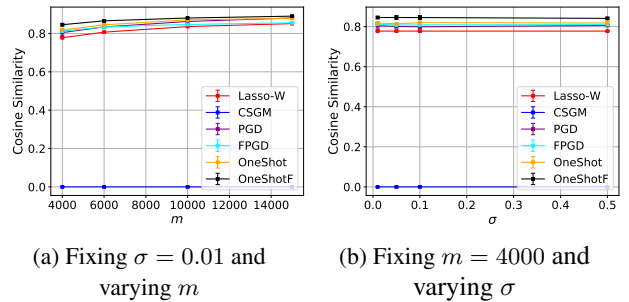 0.8
0.6
0.4
0.2
0.0
Cosine Similarity
Lasso-W
CSGM
PGD
FPGD
OneShot
OneShotF
4000 6000 8000 10000 12000 14000
m
(a) Fixing σ = 0.01 and
varying m
0.8
0.6
0.4
0.2
0.0
Cosine Similarity
Lasso-W
CSGM
PGD
FPGD
OneShot
OneShotF
0.0 0.1 0.2 0.3 0.4 0.5
σ
(b) Fixing m = 4000 and
varying σ